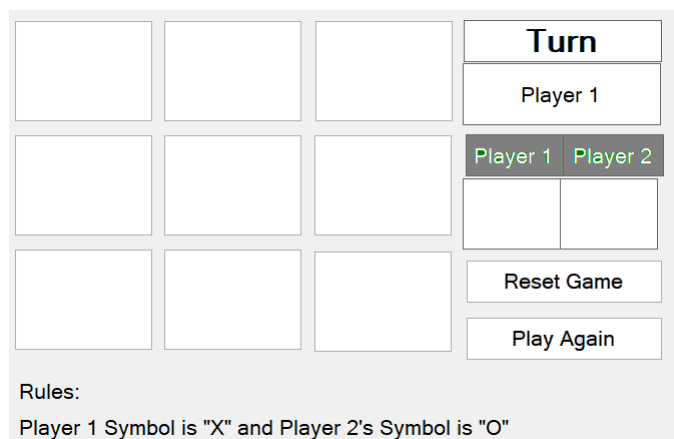 Turn
Player 1
Player 1 Player 2
Reset Game
Play Again
Rules:
Player 1 Symbol is "X" and Player 2's Symbol is "O"